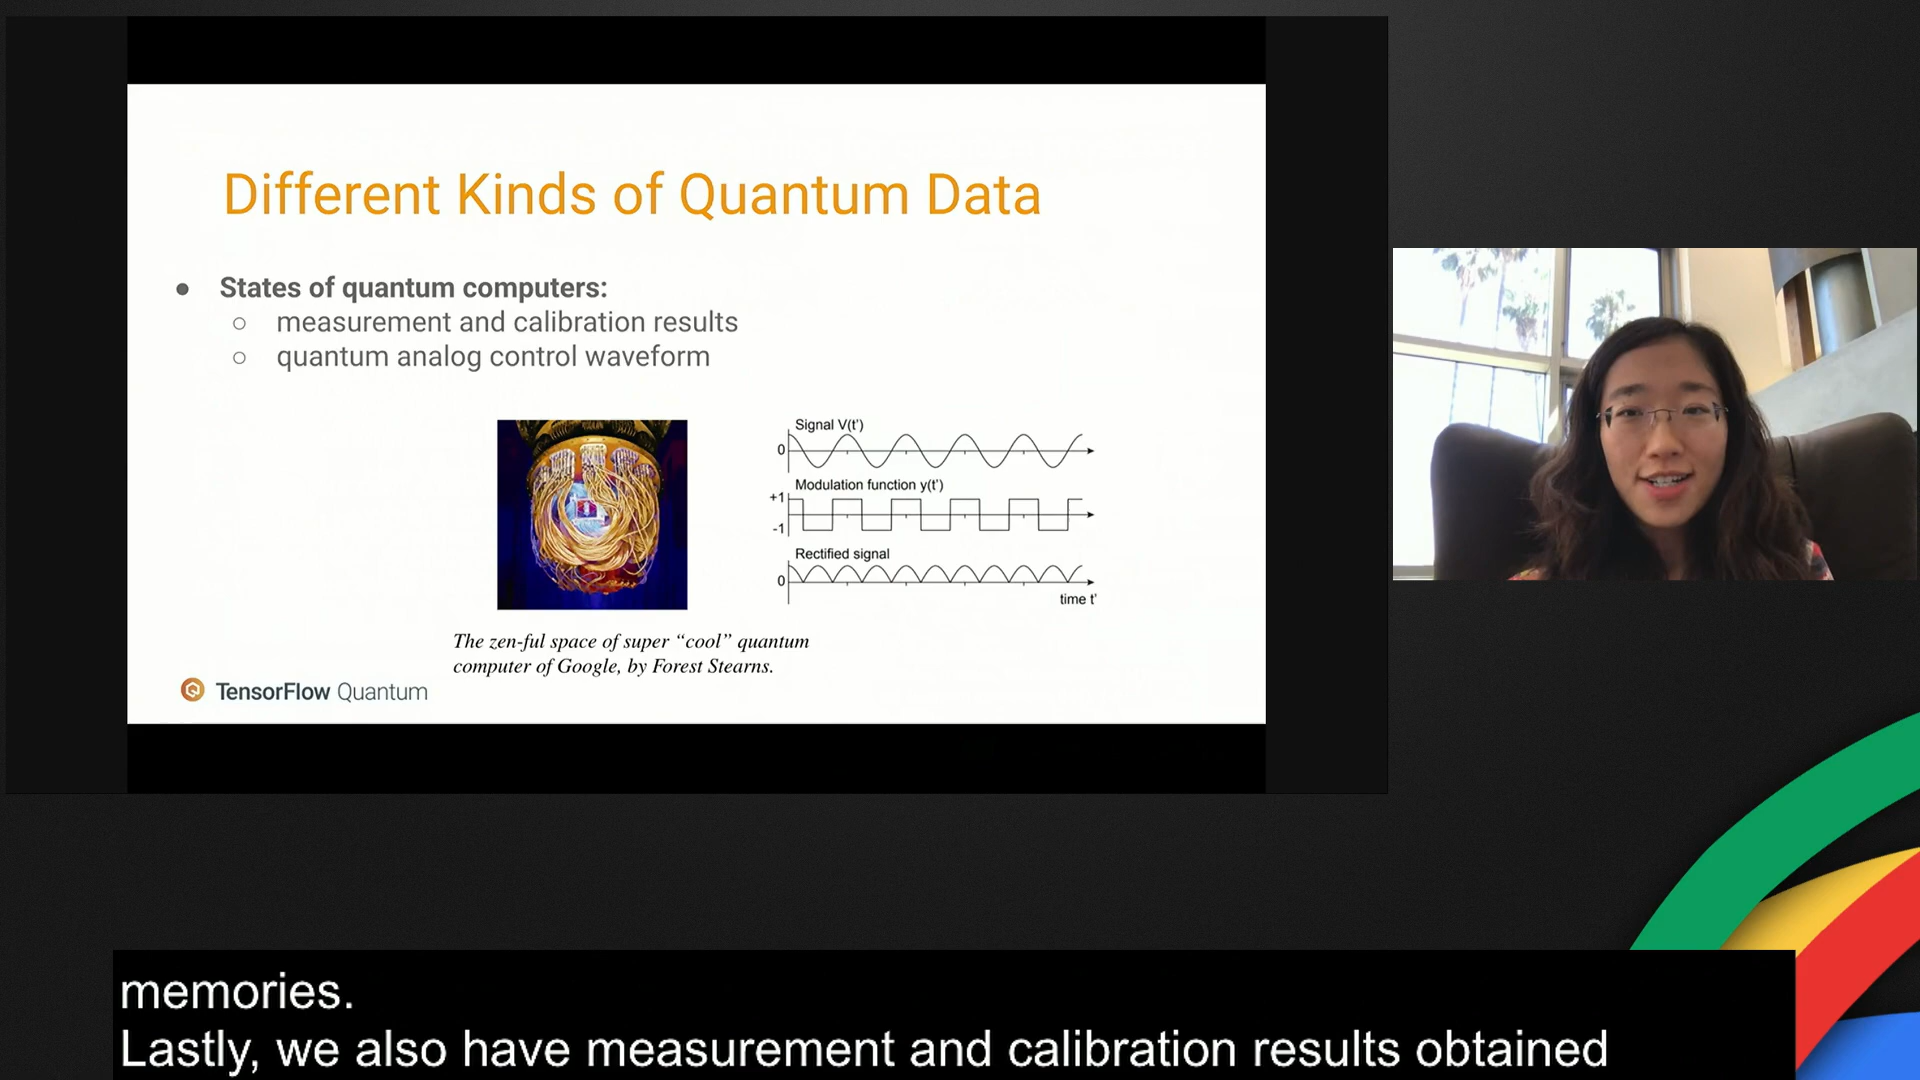 Different Kinds of Quantum Data
● States of quantum computers:
○ measurement and calibration results
○ quantum analog control waveform
Signal V(t')
0
Modulation function y(t')
+1
-1
Rectified signal
0
time t'
The zen-ful space of super “cool” quantum
computer of Google, by Forest Stearns.
TensorFlow Quantum
memories.
Lastly, we also have measurement and calibration results obtained